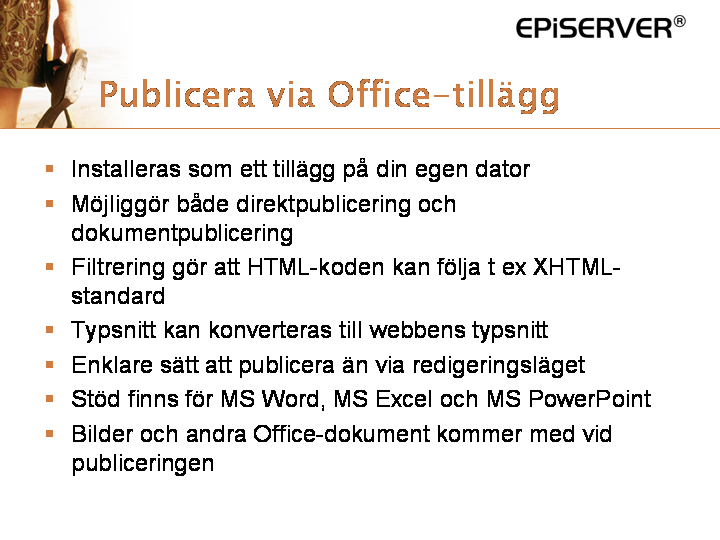 EPiSERVER®
Publicera via Office-tillägg
Installeras som ett tillägg på din egen dator
Möjliggör både direktpublicering och
dokumentpublicering
Filtrering gör att HTML-koden kan följa t ex XHTML-
standard
Typsnitt kan konverteras till webbens typsnitt
Enklare sätt att publicera än via redigeringsläget
Stöd finns för MS Word, MS Excel och MS PowerPoint
Bilder och andra Office-dokument kommer med vid
publiceringen